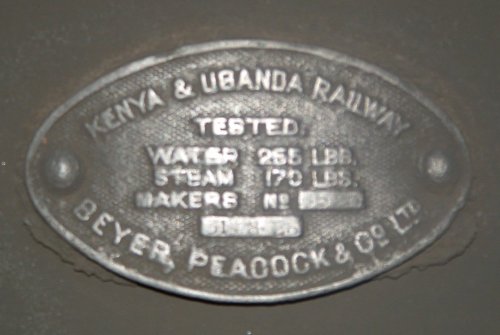 KENYA & UGANDA RAILWAY
TESTED.
WATER 255 LBS.
STEAM 170 LBS.
MAKERS No
BEYER, PEACOCK & Co LTD